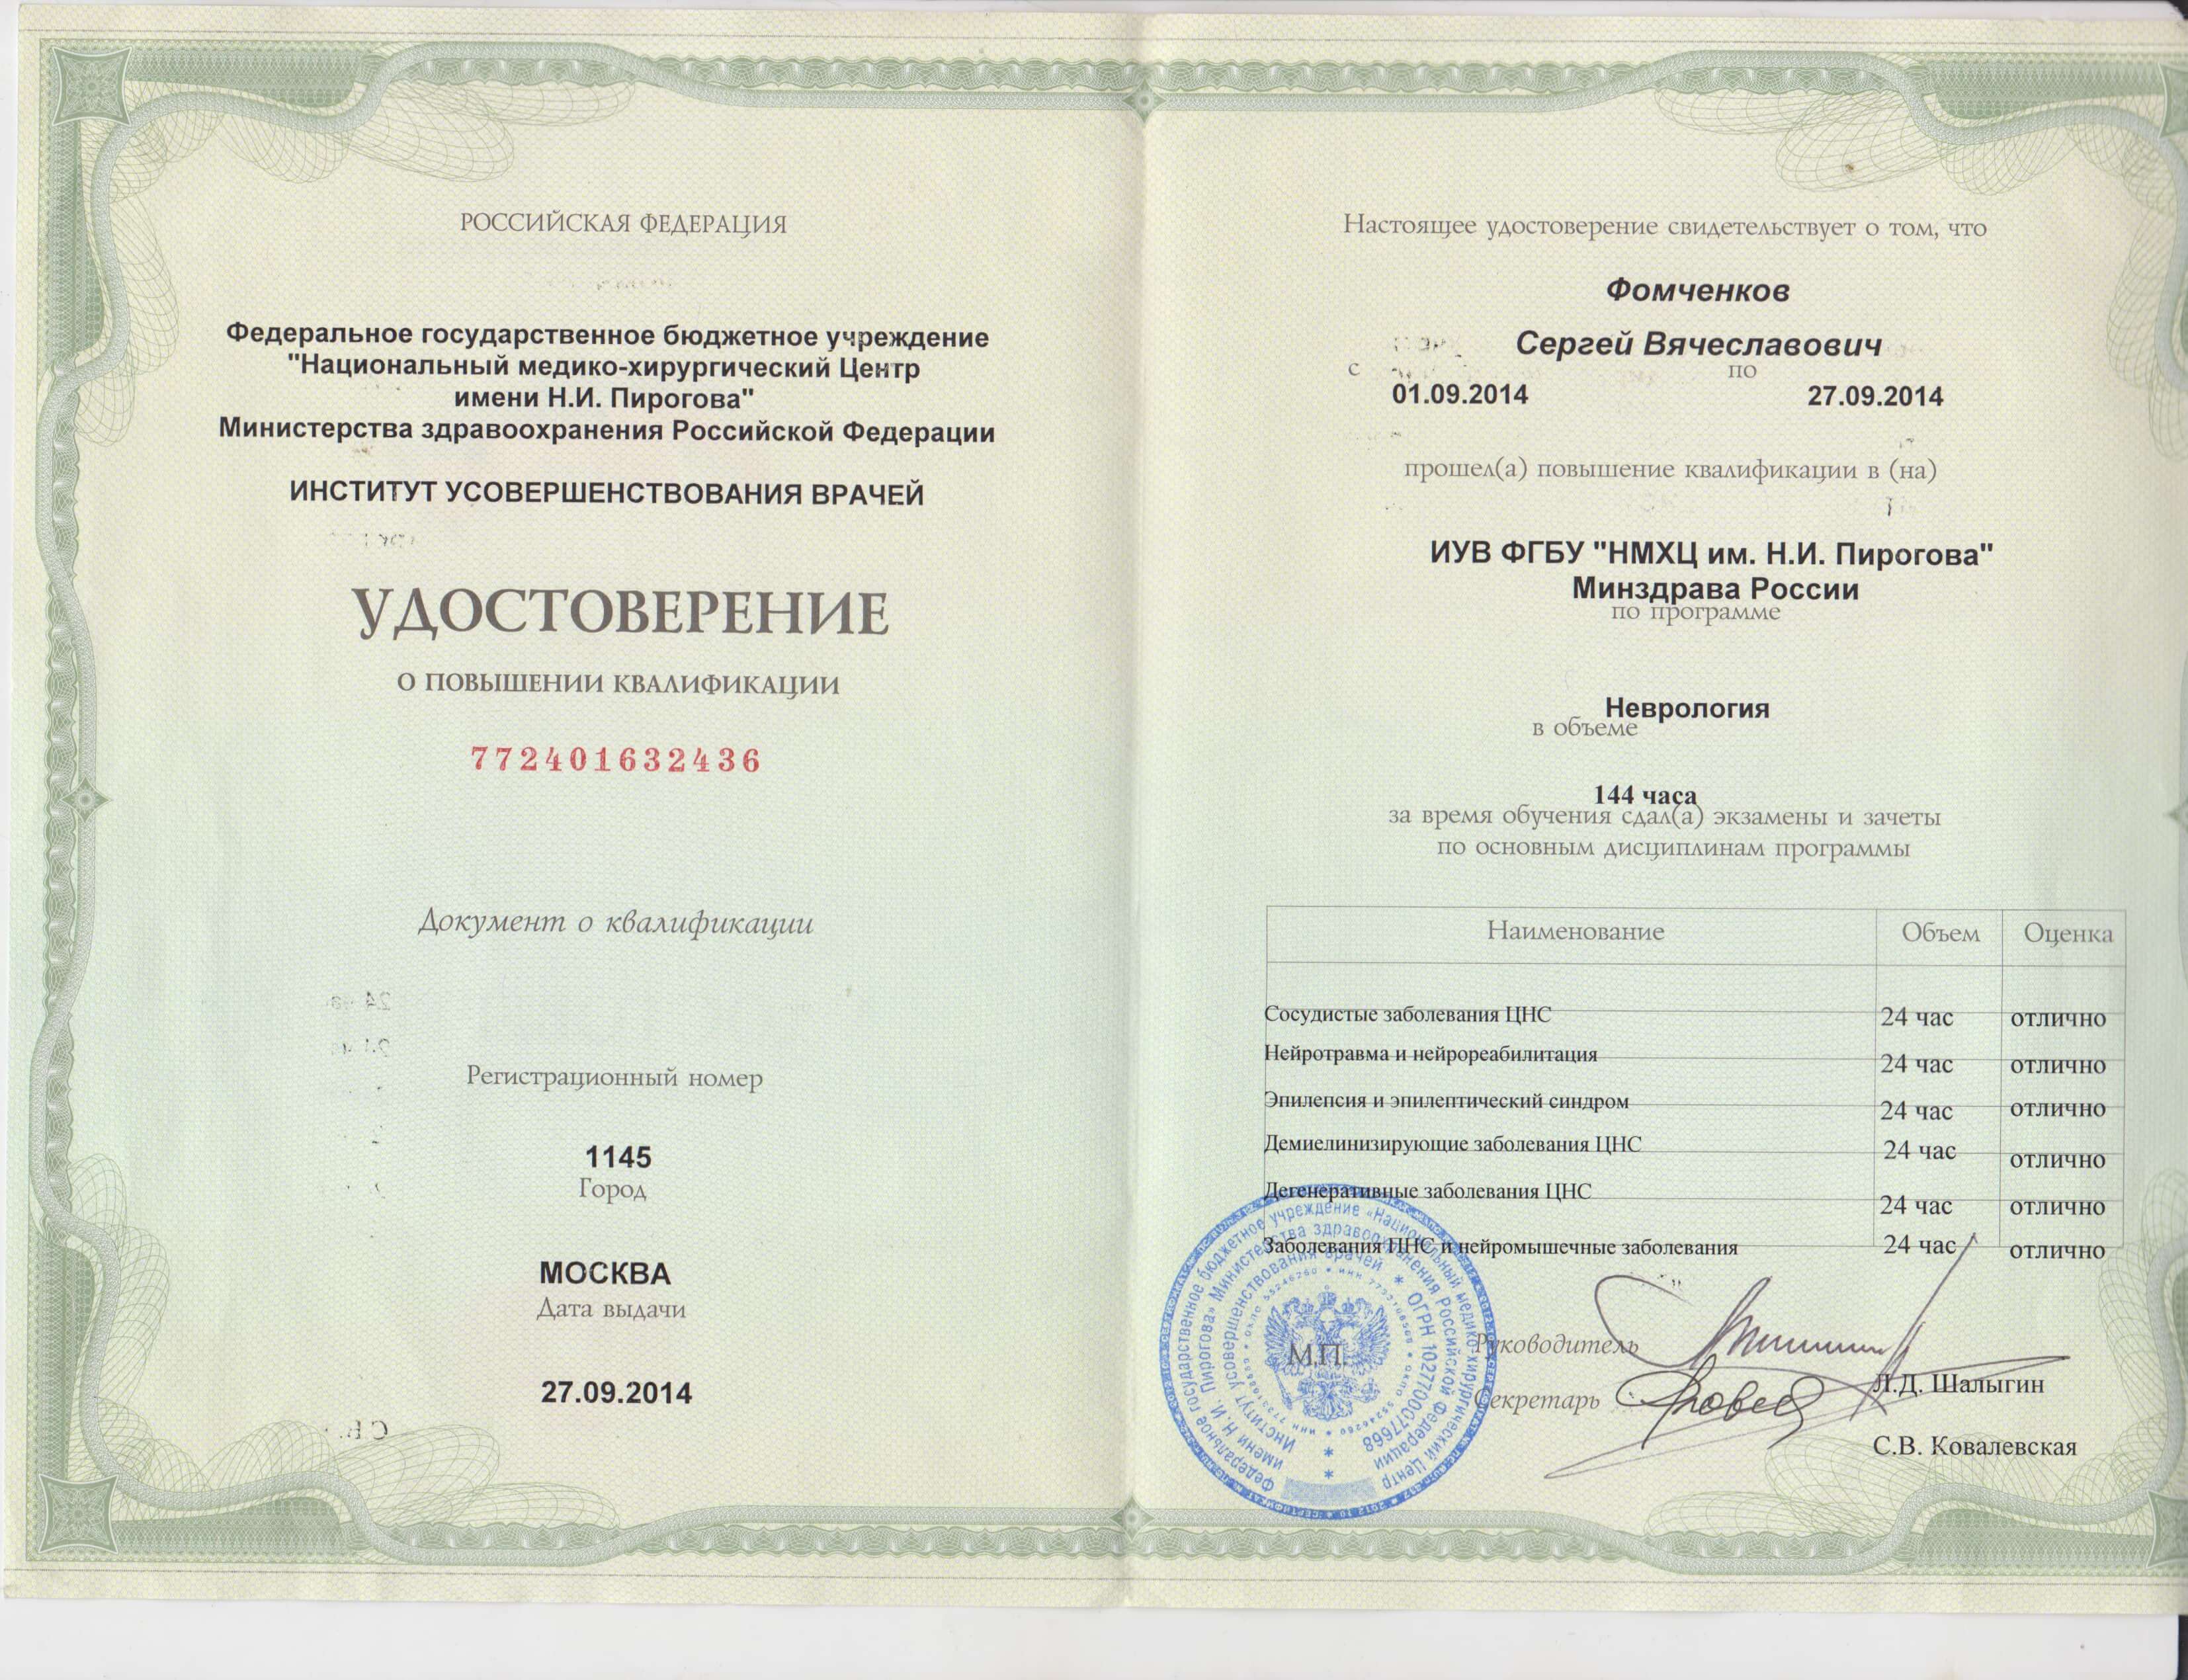 РОССИЙСКАЯ ФЕДЕРАЦИЯ
Федеральное государственное бюджетное учреждение
"Национальный медико-хирургический Центр
имени Н.И. Пирогова"
Министерства здравоохранения Российской Федерации
ИНСТИТУТ УСОВЕРШЕНСТВОВАНИЯ ВРАЧЕЙ
УДОСТОВЕРЕНИЕ
О ПОВЫШЕНИИ КВАЛИФИКАЦИИ
772401632436
Документ о квалификации
Регистрационный номер
1145
Город
МОСКВА
Дата выдачи
27.09.2014
Настоящее удостоверение свидетельствует о том, что
Фомченков
Сергей Вячеславович
с по
01.09.2014 27.09.2014
прошел(а) повышение квалификации в (на)
ИУВ ФГБУ "НМХЦ им. Н.И. Пирогова"
Минздрава России
по программе
Неврология
в объеме
144 часа
за время обучения сдал(а) экзамены и зачеты
по основным дисциплинам программы
Наименование Объем Оценка
Сосудистые заболевания ЦНС 24 час отлично
Нейротравма и нейрореабилитация 24 час отлично
Эпилепсия и эпилептический синдром 24 час отлично
Демиелинизирующие заболевания ЦНС 24 час отлично
Дегенеративные заболевания ЦНС 24 час отлично
Заболевания ПНС и нейромышечные заболевания 24 час отлично
Федеральное государственное бюджетное учреждение «Национальный медико-хирургический Центр
имени Н.И. Пирогова» Министерства здравоохранения Российской Федерации
Институт усовершенствования врачей * ОГРН 1027700077668
М.П.
Руководитель
Л.Д. Шалыгин
Секретарь
С.В. Ковалевская